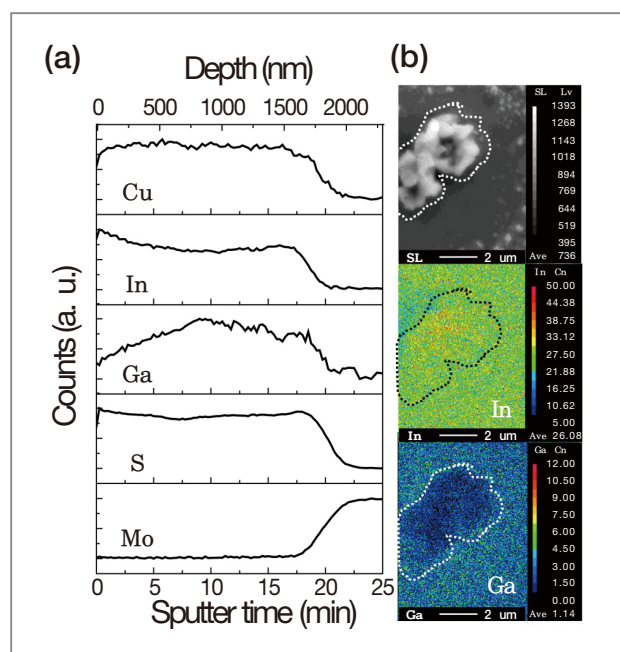 (a)
Depth (nm)
0 500 1000 1500 2000
Cu
In
Ga
S
Mo
Counts (a. u.)
0 5 10 15 20 25
Sputter time (min)
(b)
SL Lv
1393
1268
1143
1018
894
769
644
519
395
Ave 736
SL 2 um
In Cn
50.00
44.38
38.75
33.12
27.50
21.88
16.25
10.62
5.00
Ave 26.08
In
In 2 um
Ga Cn
12.00
10.50
9.00
7.50
6.00
4.50
3.00
1.50
0.00
Ave 1.14
Ga
Ga 2 um